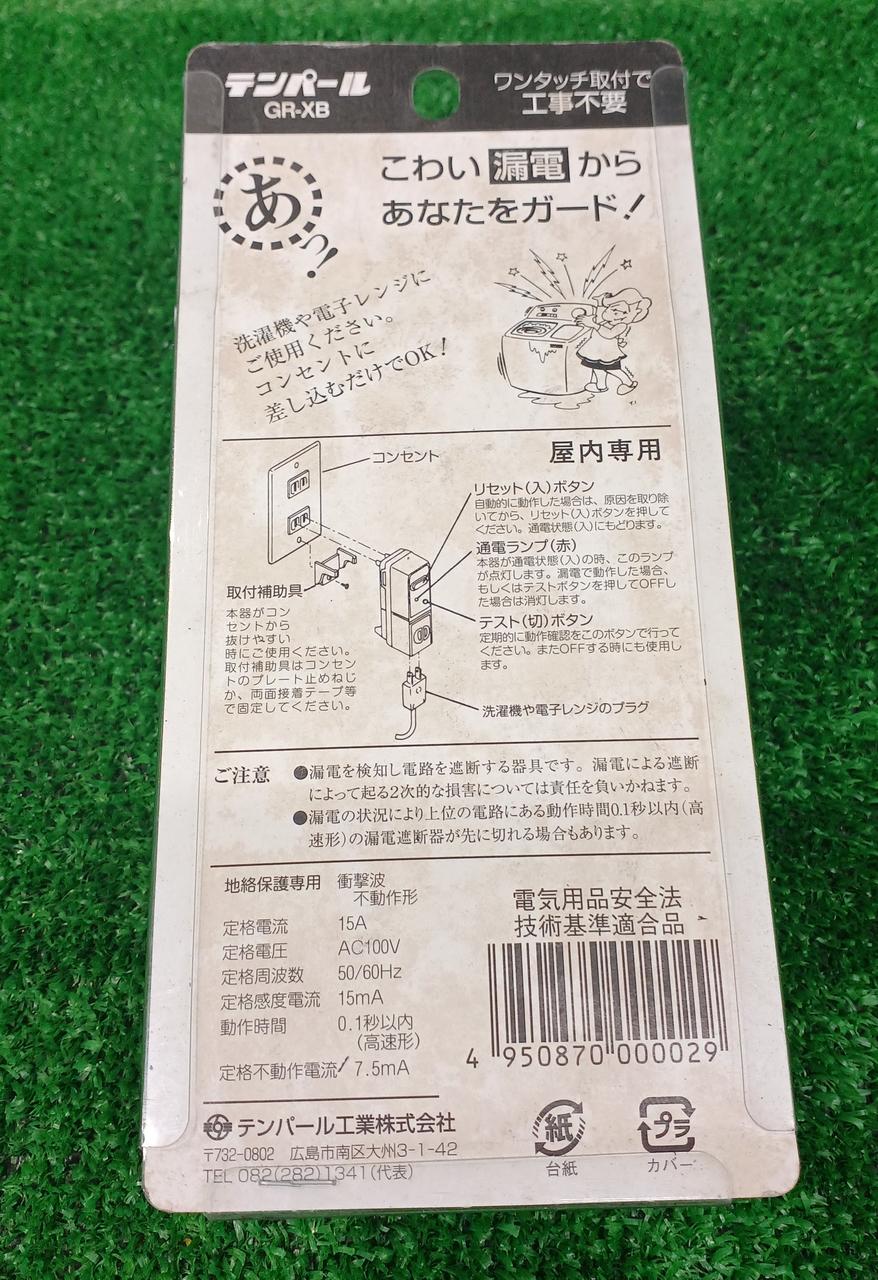 テンパール
GR-XB
ワンタッチ取付で
工事不要
あっ!
こわい漏電から
あなたをガード!
洗濯機や電子レンジに
ご使用ください。
コンセントに
差し込むだけでOK!
屋内専用
コンセント
リセット(入)ボタン
自動的に動作した場合は、原因を取り除
いてから、リセット(入)ボタンを押して
ください。通電状態(入)にもどります。
通電ランプ(赤)
本器が通電状態(入)の時、このランプ
が点灯します。漏電で動作した場合、
もしくはテストボタンを押してOFFし
た場合は消灯します。
テスト(切)ボタン
定期的に動作確認をこのボタンで行って
ください。またOFFする時にも使用し
ます。
取付補助具
本器がコン
セントから
抜けやすい
時にご使用ください。
取付補助具はコンセン
トのプレート止めねじ
か、両面接着テープ等
で固定してください。
洗濯機や電子レンジのプラグ
ご注意
●漏電を検知し電路を遮断する器具です。漏電による遮断
によって起る2次的な損害については責任を負いかねます。
●漏電の状況により上位の電路にある動作時間0.1秒以内(高
速形)の漏電遮断器が先に切れる場合もあります。
地絡保護専用 衝撃波
不動作形
定格電流 15A
定格電圧 AC100V
定格周波数 50/60Hz
定格感度電流 15mA
動作時間 0.1秒以内
(高速形)
定格不動作電流 7.5mA
電気用品安全法
技術基準適合品
4 950870 000029
テンパール工業株式会社
〒732-0802 広島市南区大州3-1-42
TEL 082(282)1341(代表)
紙
台紙
プラ
カバー